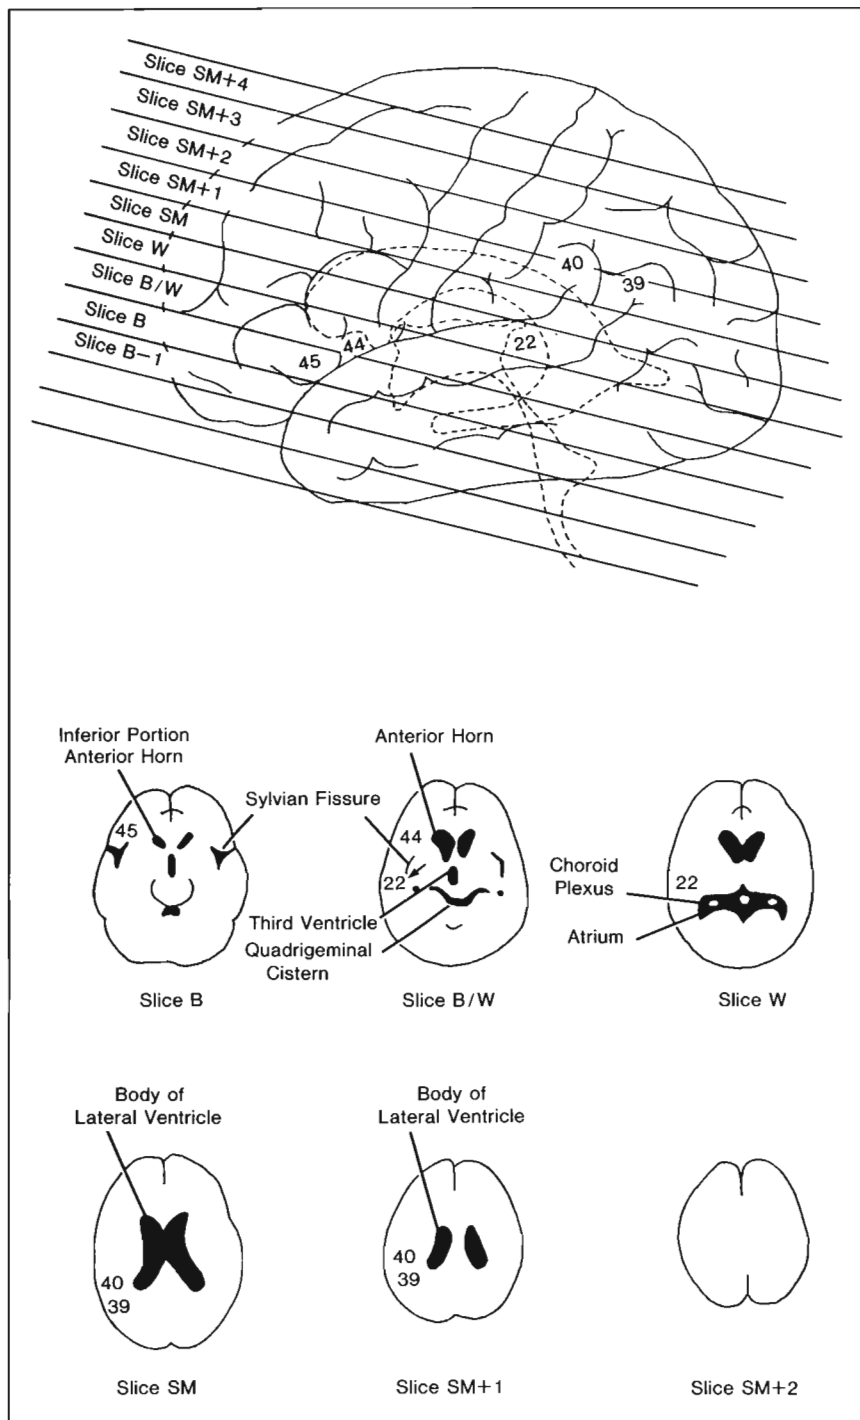 Slice SM+4
Slice SM+3
Slice SM+2
Slice SM+1
Slice SM
Slice W
Slice B/W
Slice B
Slice B-1
40
39
45
44
22
Inferior Portion
Anterior Horn
45
Sylvian Fissure
Slice B
Anterior Horn
44
22
Third Ventricle
Quadrigeminal
Cistern
Slice B/W
Choroid
Plexus
22
Atrium
Slice W
Body of
Lateral Ventricle
40
39
Slice SM
Body of
Lateral Ventricle
40
39
Slice SM+1
Slice SM+2